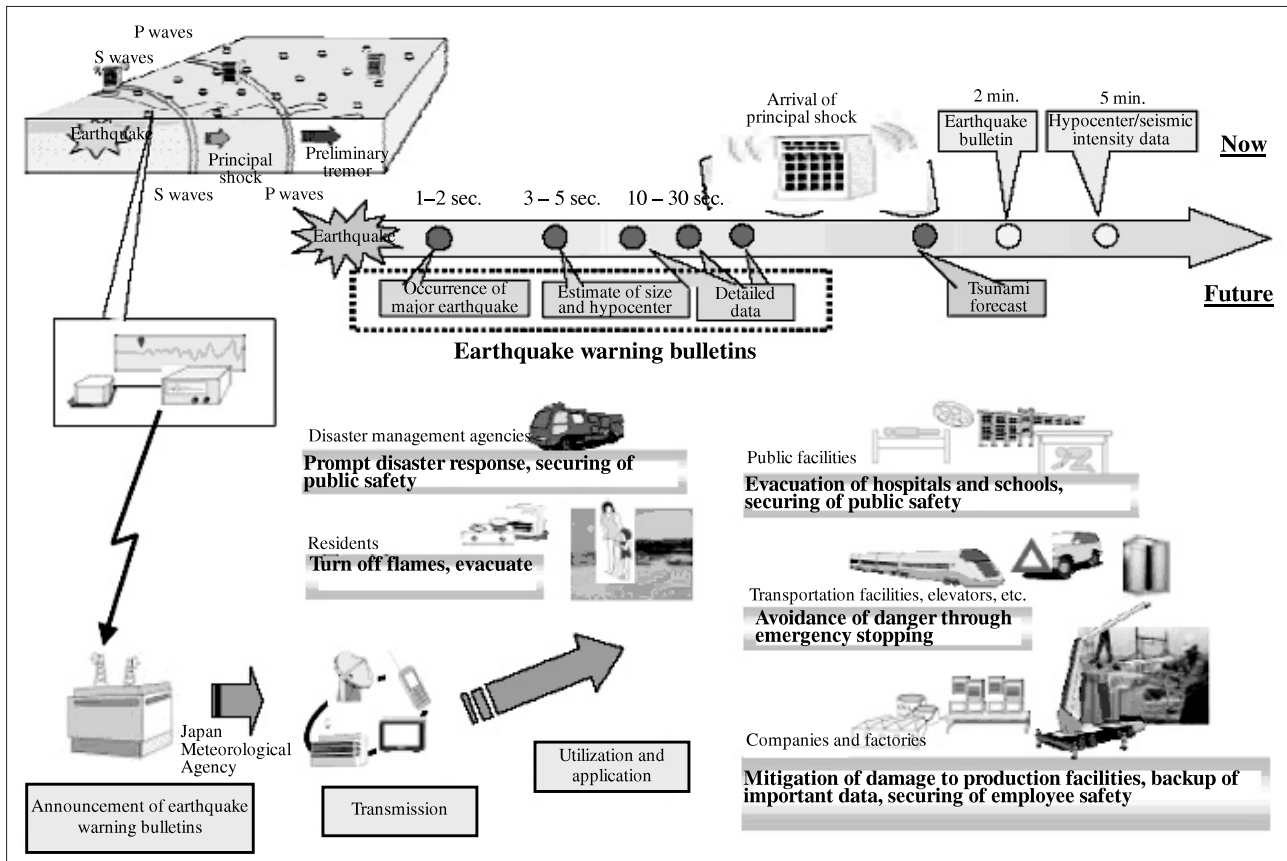 P waves
S waves
Earthquake
Principal
shock
Preliminary
tremor
S waves
P waves
Arrival of
principal shock
2 min.
Earthquake
bulletin
5 min.
Hypocenter/seismic
intensity data
Now
1–2 sec.
3 – 5 sec.
10 – 30 sec.
Earthquake
Occurrence of
major earthquake
Estimate of size
and hypocenter
Detailed
data
Tsunami
forecast
Future
Earthquake warning bulletins
Disaster management agencies
Prompt disaster response, securing of
public safety
Residents
Turn off flames, evacuate
Public facilities
Evacuation of hospitals and schools,
securing of public safety
Transportation facilities, elevators, etc.
Avoidance of danger through
emergency stopping
Companies and factories
Mitigation of damage to production facilities, backup of
important data, securing of employee safety
Japan
Meteorological
Agency
Announcement of earthquake
warning bulletins
Transmission
Utilization and
application